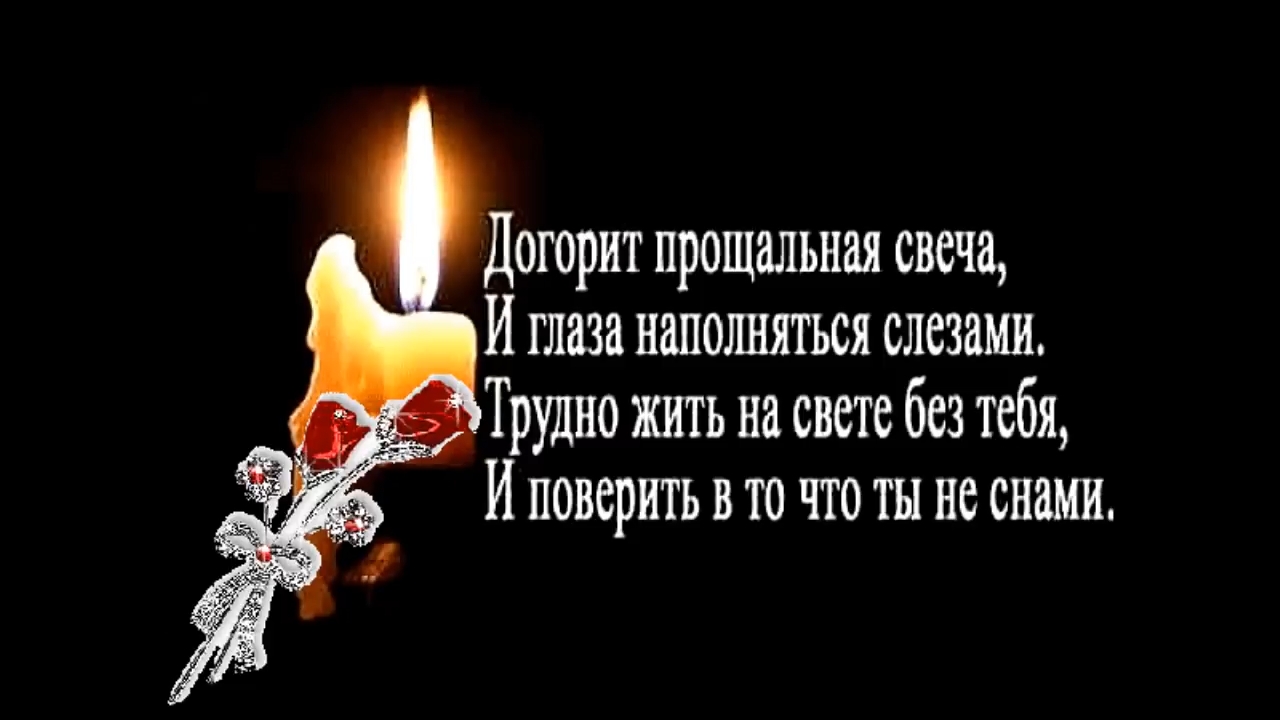 Догорит прощальная свеча,
И глаза наполняться слезами.
Трудно жить на свете без тебя,
И поверить в то что ты не снами.